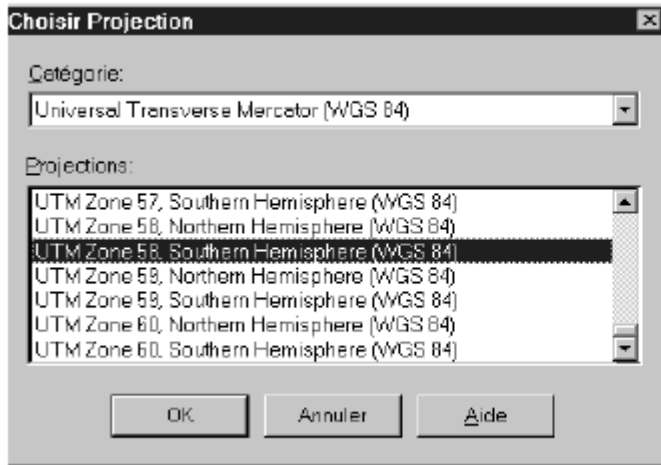 Choisir Projection
Catégorie:
Universal Transverse Mercator (WGS 84)
Projections:
UTM Zone 57, Southern Hemisphere (WGS 84)
UTM Zone 58, Northern Hemisphere (WGS 84)
UTM Zone 58, Southern Hemisphere (WGS 84)
UTM Zone 59, Northern Hemisphere (WGS 84)
UTM Zone 59, Southern Hemisphere (WGS 84)
UTM Zone 60, Northern Hemisphere (WGS 84)
UTM Zone 60, Southern Hemisphere (WGS 84)
OK Annuler Aide